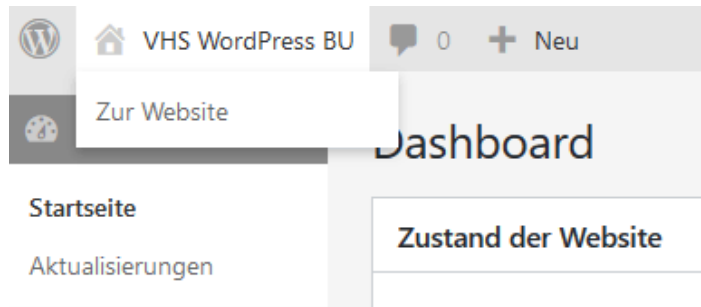 VHS WordPress BU 0 Neu
Zur Website
Dashboard
Startseite
Zustand der Website
Aktualisierungen